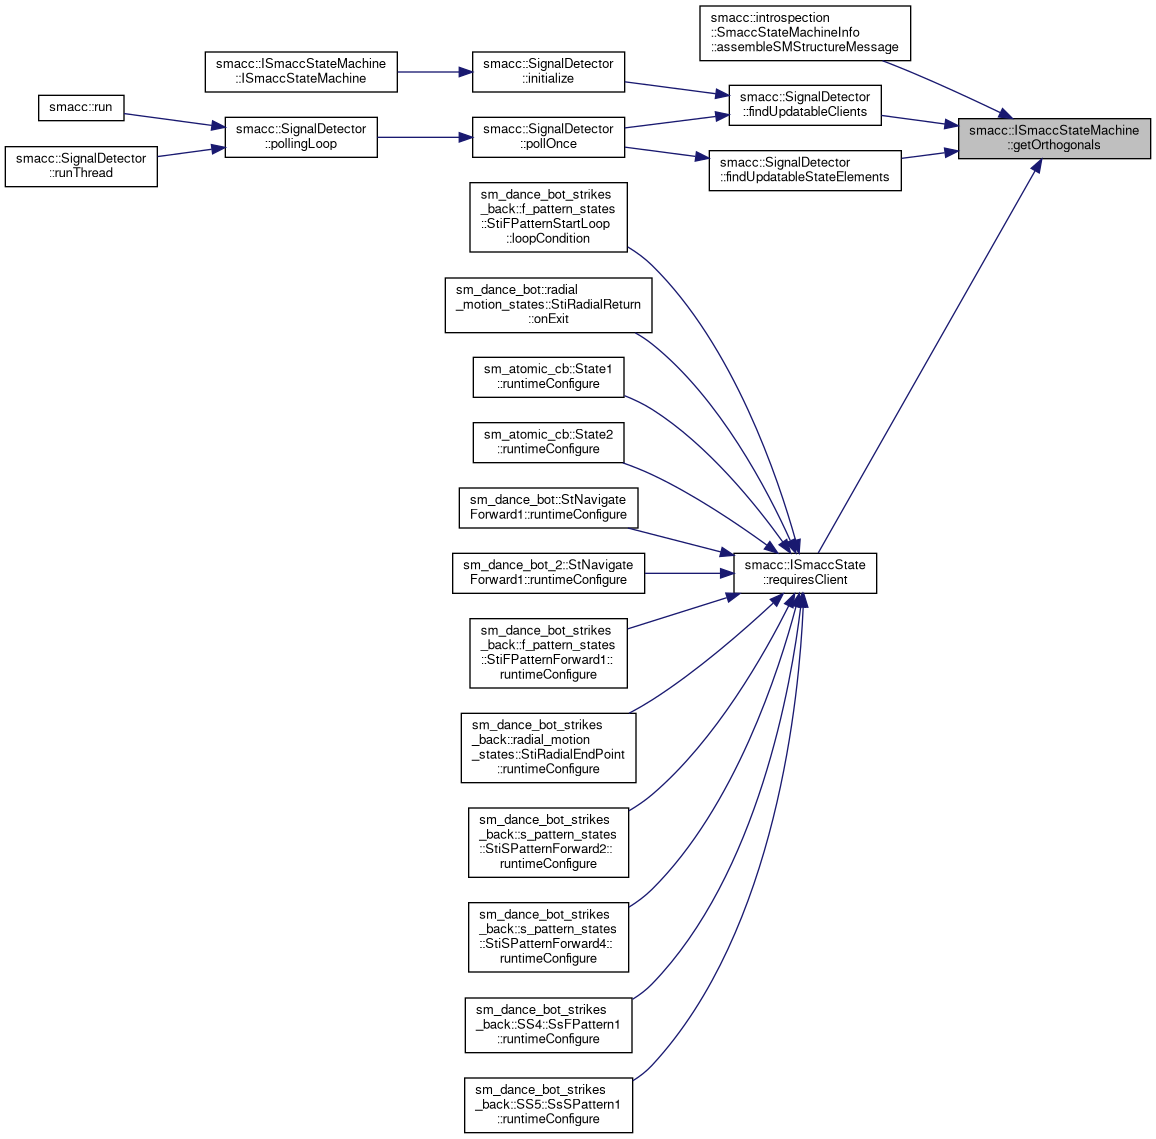 smacc::introspection
::SmaccStateMachineInfo
::assembleSMStructureMessage
smacc::ISmaccStateMachine
::ISmaccStateMachine
smacc::SignalDetector
::initialize
smacc::SignalDetector
::findUpdatableClients
smacc::run
smacc::SignalDetector
::pollingLoop
smacc::SignalDetector
::pollOnce
smacc::ISmaccStateMachine
::getOrthogonals
smacc::SignalDetector
::runThread
smacc::SignalDetector
::findUpdatableStateElements
sm_dance_bot_strikes
_back::f_pattern_states
::StiFPatternStartLoop
::loopCondition
sm_dance_bot::radial
_motion_states::StiRadialReturn
::onExit
sm_atomic_cb::State1
::runtimeConfigure
sm_atomic_cb::State2
::runtimeConfigure
sm_dance_bot::StNavigate
Forward1::runtimeConfigure
sm_dance_bot_2::StNavigate
Forward1::runtimeConfigure
smacc::ISmaccState
::requiresClient
sm_dance_bot_strikes
_back::f_pattern_states
::StiFPatternForward1::
runtimeConfigure
sm_dance_bot_strikes
_back::radial_motion
_states::StiRadialEndPoint
::runtimeConfigure
sm_dance_bot_strikes
_back::s_pattern_states
::StiSPatternForward2::
runtimeConfigure
sm_dance_bot_strikes
_back::s_pattern_states
::StiSPatternForward4::
runtimeConfigure
sm_dance_bot_strikes
_back::SS4::SsFPattern1
::runtimeConfigure
sm_dance_bot_strikes
_back::SS5::SsSPattern1
::runtimeConfigure